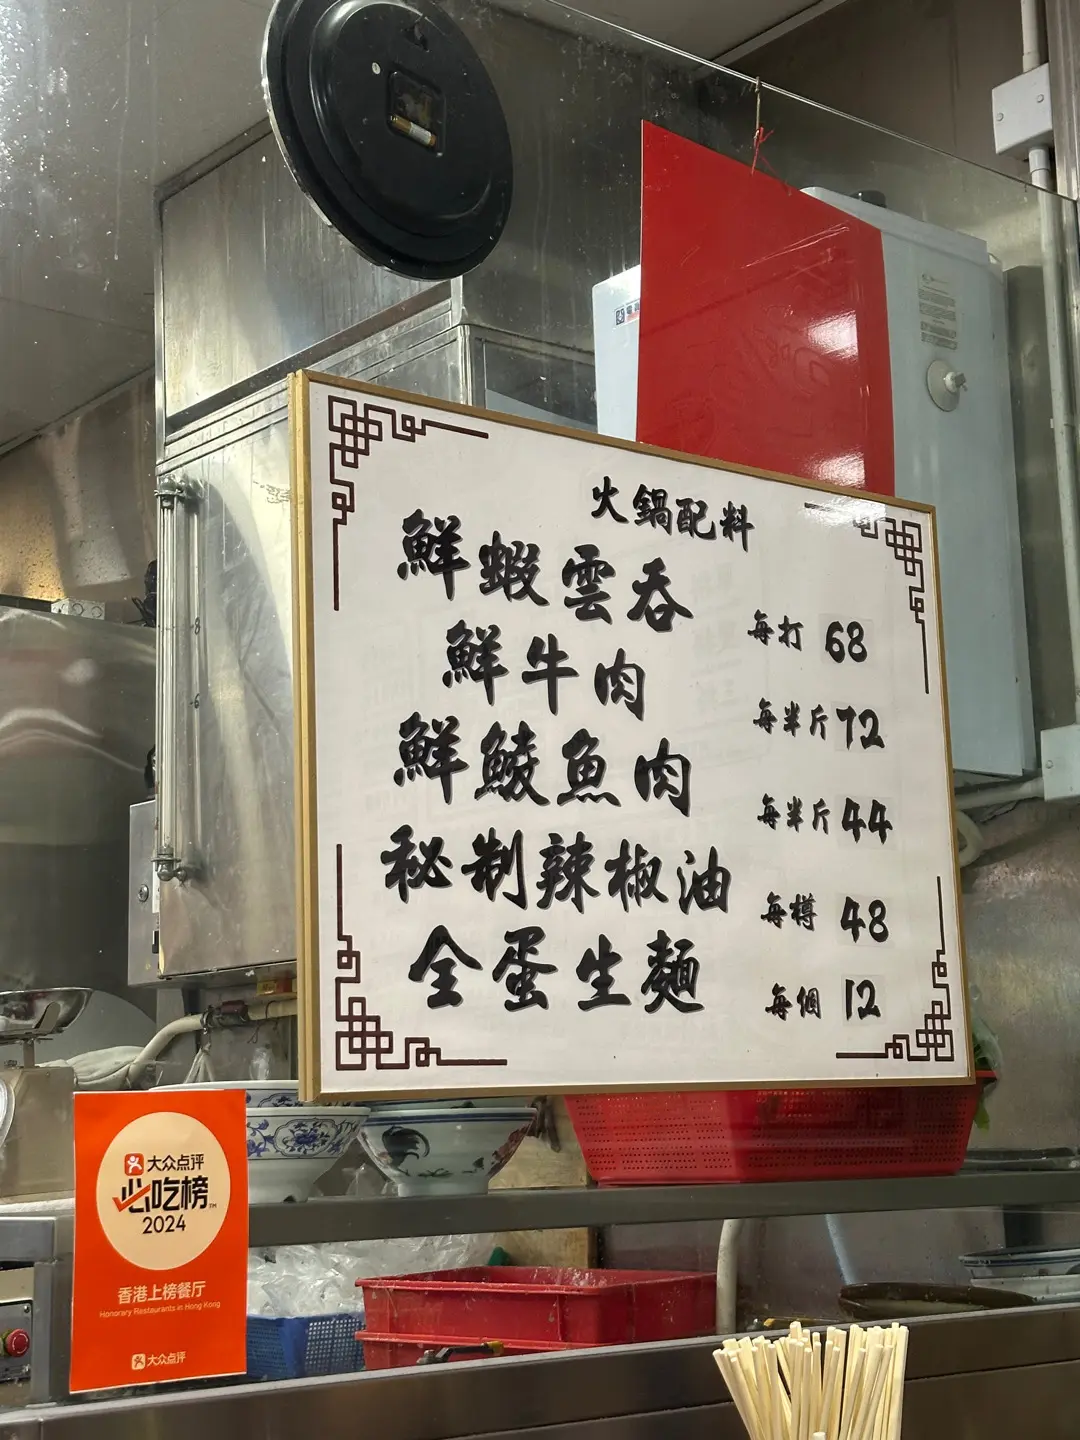 火鍋配料
鮮蝦雲吞 每打 68
鮮牛肉 每半斤 72
鮮鯪魚肉 每半斤 44
秘制辣椒油 每樽 48
全蛋生麵 每個 12
大众点评
必吃榜™
2024
香港上榜餐厅
Honorary Restaurants in Hong Kong
大众点评